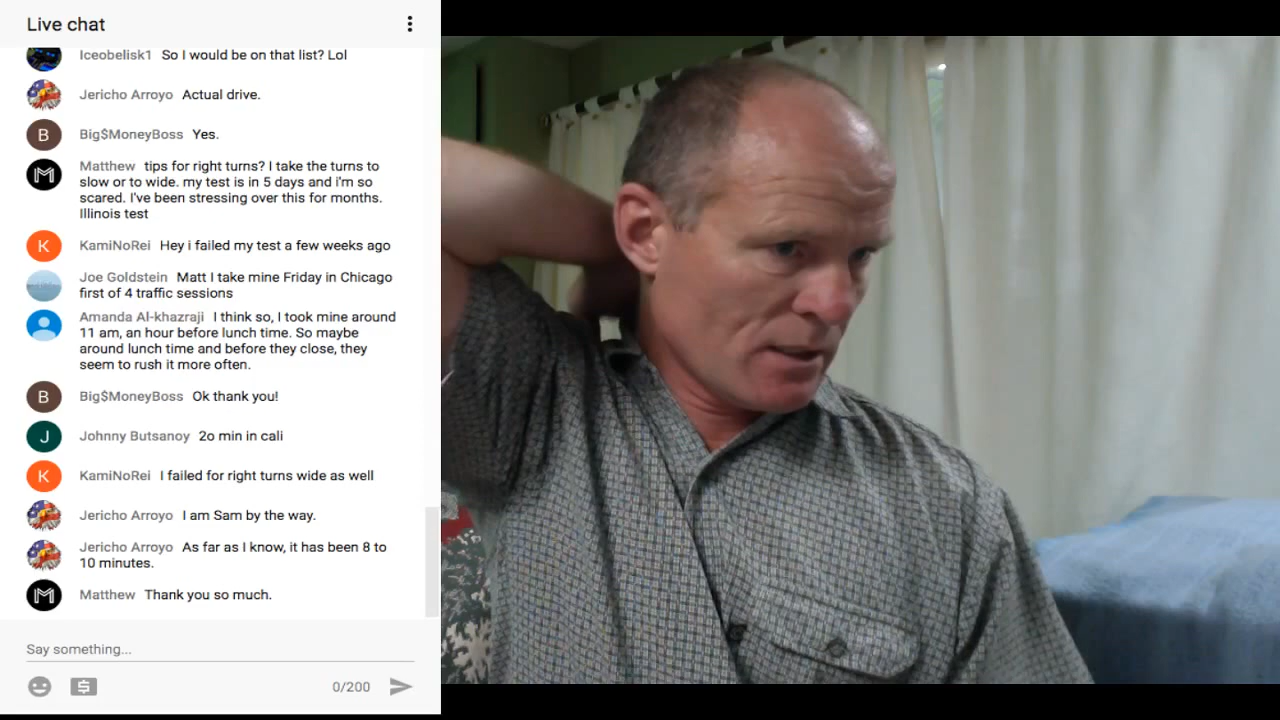 Live chat
Iceobelisk1 So I would be on that list? Lol
Jericho Arroyo Actual drive.
B
Big$MoneyBoss Yes.
M
Matthew tips for right turns? I take the turns to
slow or to wide. my test is in 5 days and i'm so
scared. I've been stressing over this for months.
Illinois test
K
KamiNoRei Hey i failed my test a few weeks ago
Joe Goldstein Matt I take mine Friday in Chicago
first of 4 traffic sessions
Amanda Al-khazraji I think so, I took mine around
11 am, an hour before lunch time. So maybe
around lunch time and before they close, they
seem to rush it more often.
B
Big$MoneyBoss Ok thank you!
J
Johnny Butsanoy 2o min in cali
K
KamiNoRei I failed for right turns wide as well
Jericho Arroyo I am Sam by the way.
Jericho Arroyo As far as I know, it has been 8 to
10 minutes.
M
Matthew Thank you so much.
Say something...
$
0/200